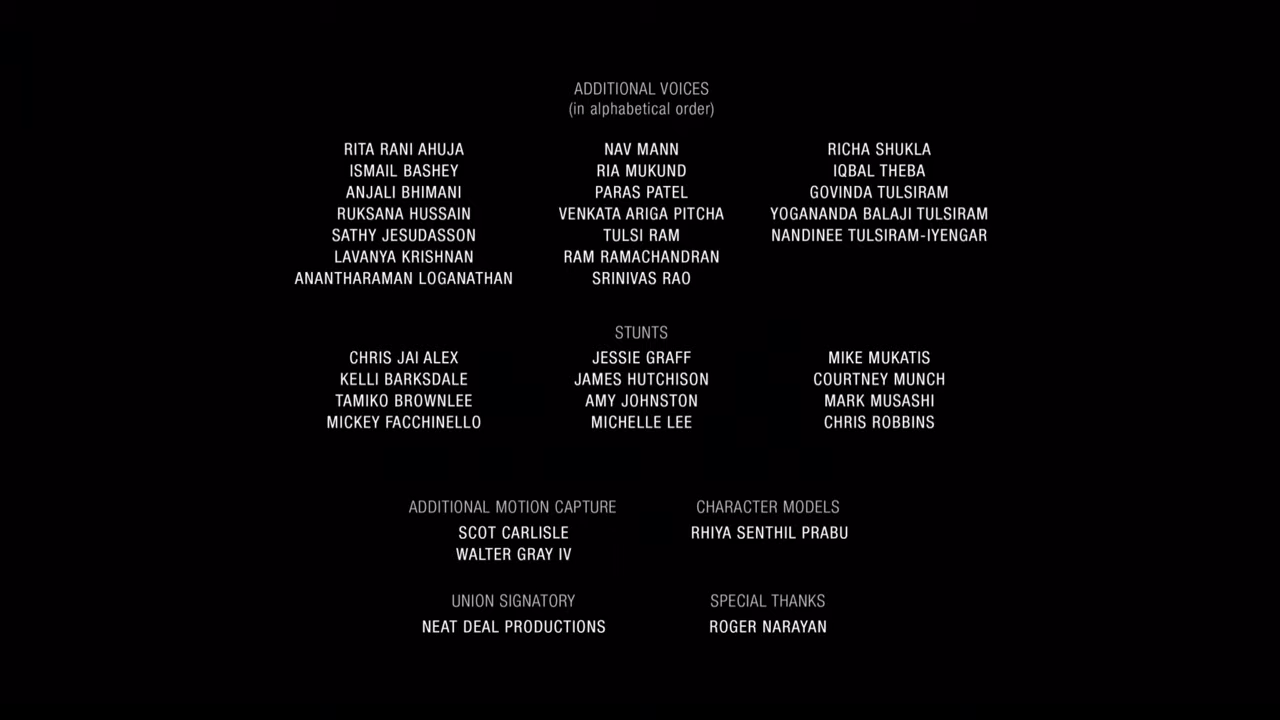 ADDITIONAL VOICES
(in alphabetical order)
RITA RANI AHUJA
ISMAIL BASHEY
ANJALI BHIMANI
RUKSANA HUSSAIN
SATHY JESUDASSON
LAVANYA KRISHNAN
ANANTHARAMAN LOGANATHAN
NAV MANN
RIA MUKUND
PARAS PATEL
VENKATA ARIGA PITCHA
TULSI RAM
RAM RAMACHANDRAN
SRINIVAS RAO
RICHA SHUKLA
IQBAL THEBA
GOVINDA TULSIRAM
YOGANANDA BALAJI TULSIRAM
NANDINEE TULSIRAM-IYENGAR
STUNTS
CHRIS JAI ALEX
KELLI BARKSDALE
TAMIKO BROWNLEE
MICKEY FACCHINELLO
JESSIE GRAFF
JAMES HUTCHISON
AMY JOHNSTON
MICHELLE LEE
MIKE MUKATIS
COURTNEY MUNCH
MARK MUSASHI
CHRIS ROBBINS
ADDITIONAL MOTION CAPTURE
SCOT CARLISLE
WALTER GRAY IV
CHARACTER MODELS
RHIYA SENTHIL PRABU
UNION SIGNATORY
NEAT DEAL PRODUCTIONS
SPECIAL THANKS
ROGER NARAYAN